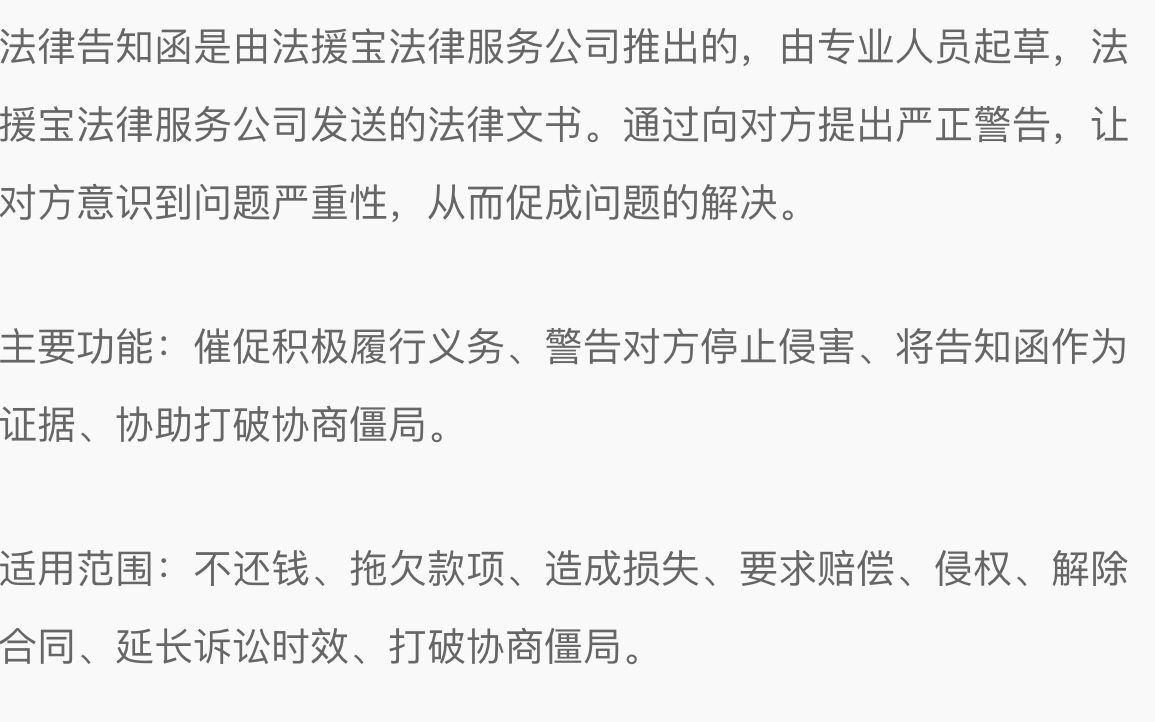 法律告知函是由法援宝法律服务公司推出的，由专业人员起草，法
援宝法律服务公司发送的法律文书。通过向对方提出严正警告，让
对方意识到问题严重性，从而促成问题的解决。
主要功能：催促积极履行义务、警告对方停止侵害、将告知函作为
证据、协助打破协商僵局。
适用范围：不还钱、拖欠款项、造成损失、要求赔偿、侵权、解除
合同、延长诉讼时效、打破协商僵局。